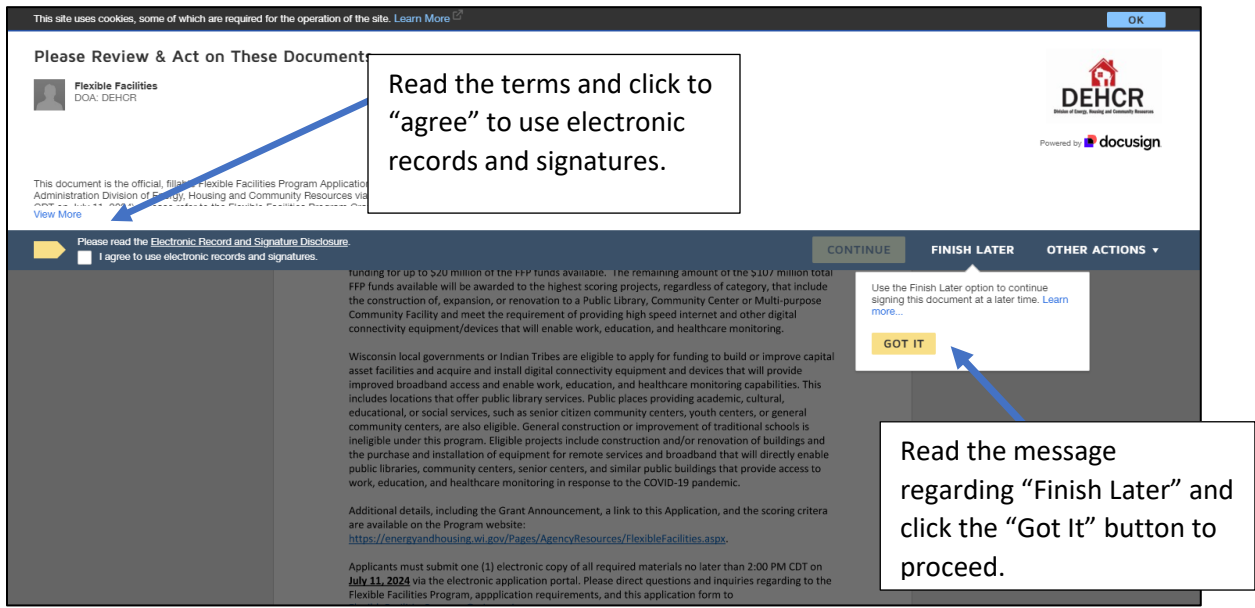 This site uses cookies, some of which are required for the operation of the site. Learn More
OK
Please Review & Act on These Documents
Flexible Facilities
DOA: DEHCR
DEHCR
Division of Energy, Housing and Community Resources
Powered by docusign
Read the terms and click to
“agree” to use electronic
records and signatures.
This document is the official, fillable Flexible Facilities Program Application
Administration Division of Energy, Housing and Community Resources via
View More
Please read the Electronic Record and Signature Disclosure.
I agree to use electronic records and signatures.
CONTINUE
FINISH LATER
OTHER ACTIONS
Use the Finish Later option to continue
signing this document at a later time. Learn
more...
GOT IT
funding for up to $20 million of the FFP funds available. The remaining amount of the $107 million total
FFP funds available will be awarded to the highest scoring projects, regardless of category, that include
the construction of, expansion, or renovation to a Public Library, Community Center or Multi-purpose
Community Facility and meet the requirement of providing high speed internet and other digital
connectivity equipment/devices that will enable work, education, and healthcare monitoring.
Wisconsin local governments or Indian Tribes are eligible to apply for funding to build or improve capital
asset facilities and acquire and install digital connectivity equipment and devices that will provide
improved broadband access and enable work, education, and healthcare monitoring capabilities. This
includes locations that offer public library services. Public places providing academic, cultural,
educational, or social services, such as senior citizen community centers, youth centers, or general
community centers, are also eligible. General construction or improvement of traditional schools is
ineligible under this program. Eligible projects include construction and/or renovation of buildings and
the purchase and installation of equipment for remote services and broadband that will directly enable
public libraries, community centers, senior centers, and similar public buildings that provide access to
work, education, and healthcare monitoring in response to the COVID-19 pandemic.
Additional details, including the Grant Announcement, a link to this Application, and the scoring critera
are available on the Program website:
https://energyandhousing.wi.gov/Pages/AgencyResources/FlexibleFacilities.aspx.
Applicants must submit one (1) electronic copy of all required materials no later than 2:00 PM CDT on
July 11, 2024 via the electronic application portal. Please direct questions and inquiries regarding to the
Flexible Facilities Program, appplication requirements, and this application form to
Read the message
regarding “Finish Later” and
click the “Got It” button to
proceed.